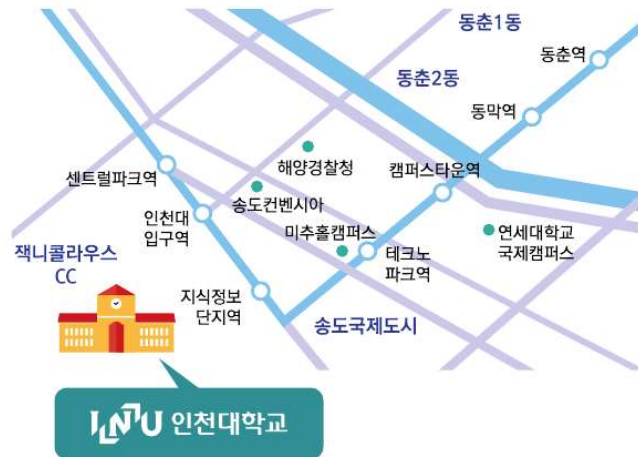 동춘1동
동춘역
동춘2동
동막역
해양경찰청
캠퍼스타운역
센트럴파크역
송도컨벤시아
인천대
입구역
미추홀캠퍼스
연세대학교
국제캠퍼스
잭니콜라우스
CC
테크노
파크역
지식정보
단지역
송도국제도시
INU 인천대학교